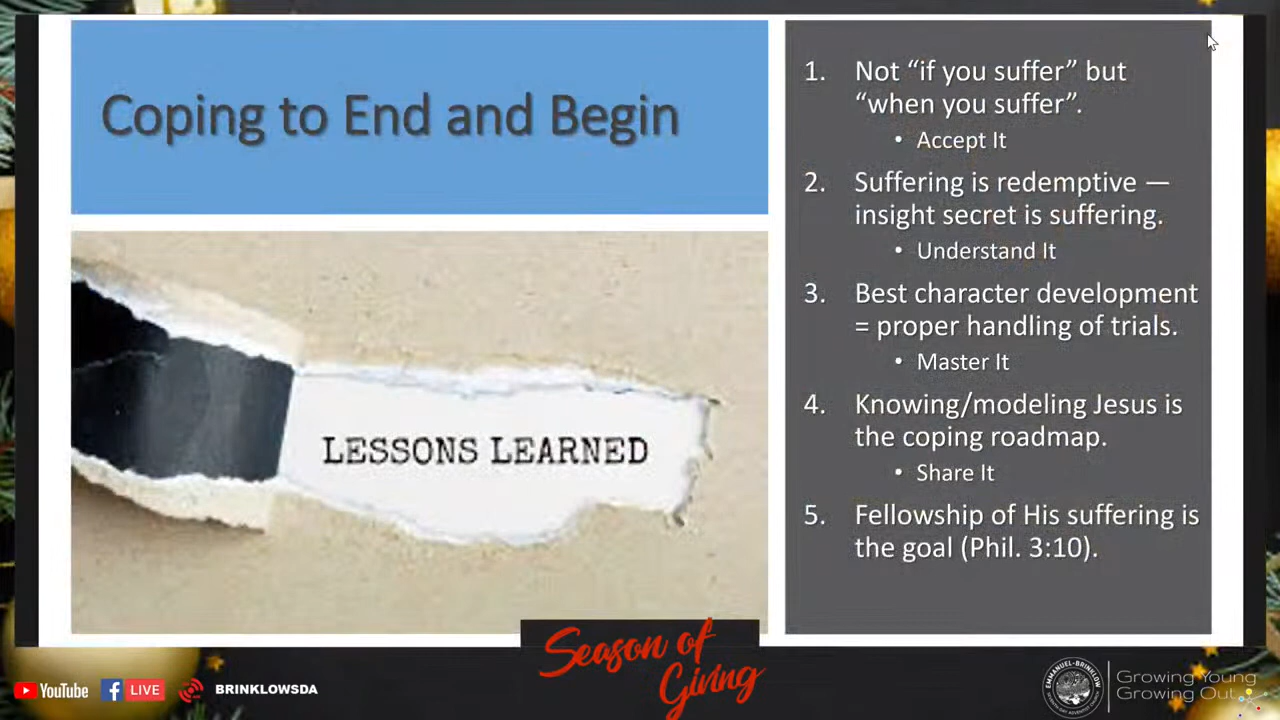 Coping to End and Begin
LESSONS LEARNED
1. Not “if you suffer” but
“when you suffer”.
• Accept It
2. Suffering is redemptive —
insight secret is suffering.
• Understand It
3. Best character development
= proper handling of trials.
• Master It
4. Knowing/modeling Jesus is
the coping roadmap.
• Share It
5. Fellowship of His suffering is
the goal (Phil. 3:10).
Season of
Giving
YouTube
LIVE
BRINKLOWSDA
EMMANUEL-BRINKLOW
Growing Young
Growing Out